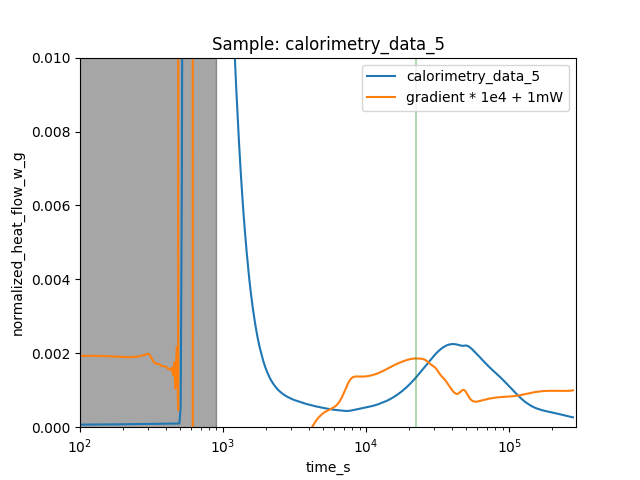 Sample: calorimetry_data_5
calorimetry_data_5
gradient * 1e4 + 1mW
normalized_heat_flow_w_g
0.010
0.008
0.006
0.004
0.002
0.000
10² 10³ 10⁴ 10⁵
time_s